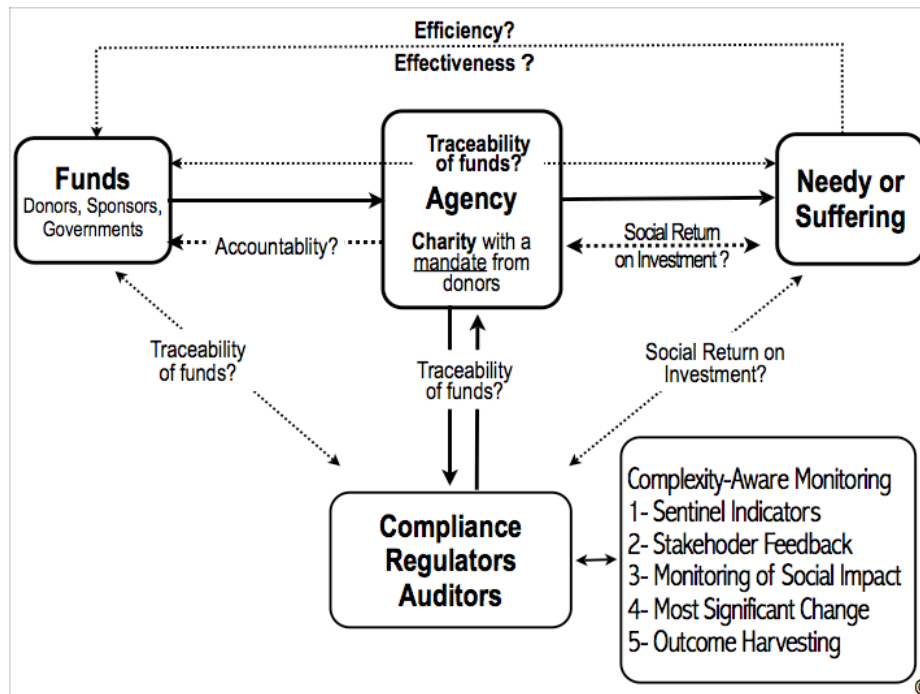 Efficiency?
Effectiveness ?
Funds
Donors, Sponsors,
Governments
Accountablity?
Traceability
of funds?
Agency
Charity with a
mandate from
donors
Social Return
on Investment ?
Needy or
Suffering
Traceability
of funds?
Traceability
of funds?
Social Return on
Investment?
Compliance
Regulators
Auditors
Complexity-Aware Monitoring
1- Sentinel Indicators
2- Stakehoder Feedback
3- Monitoring of Social Impact
4- Most Significant Change
5- Outcome Harvesting